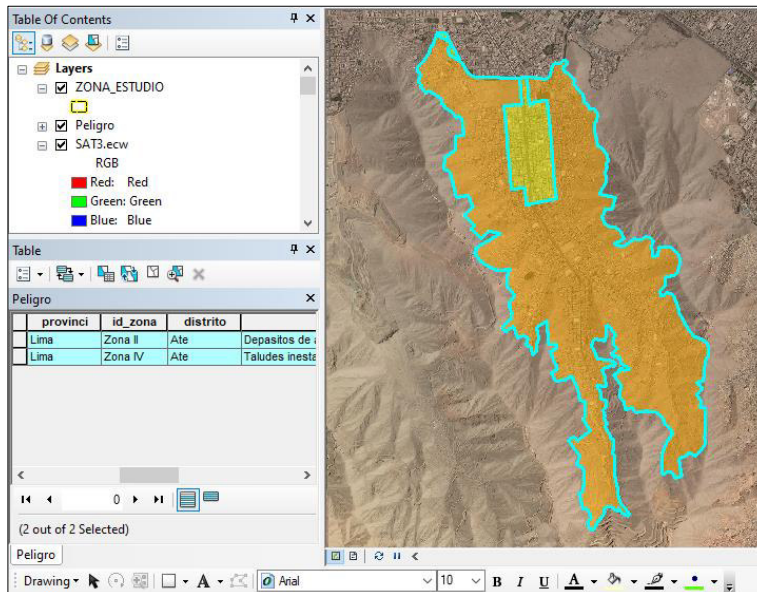 Table Of Contents
Layers
ZONA_ESTUDIO
Peligro
SAT3.ecw
RGB
Red: Red
Green: Green
Blue: Blue
Table
Peligro
provinci id_zona distrito
Lima Zona II Ate Depasitos de
Lima Zona IV Ate Taludes inesta
0
(2 out of 2 Selected)
Peligro
Drawing A Arial 10 B I U A